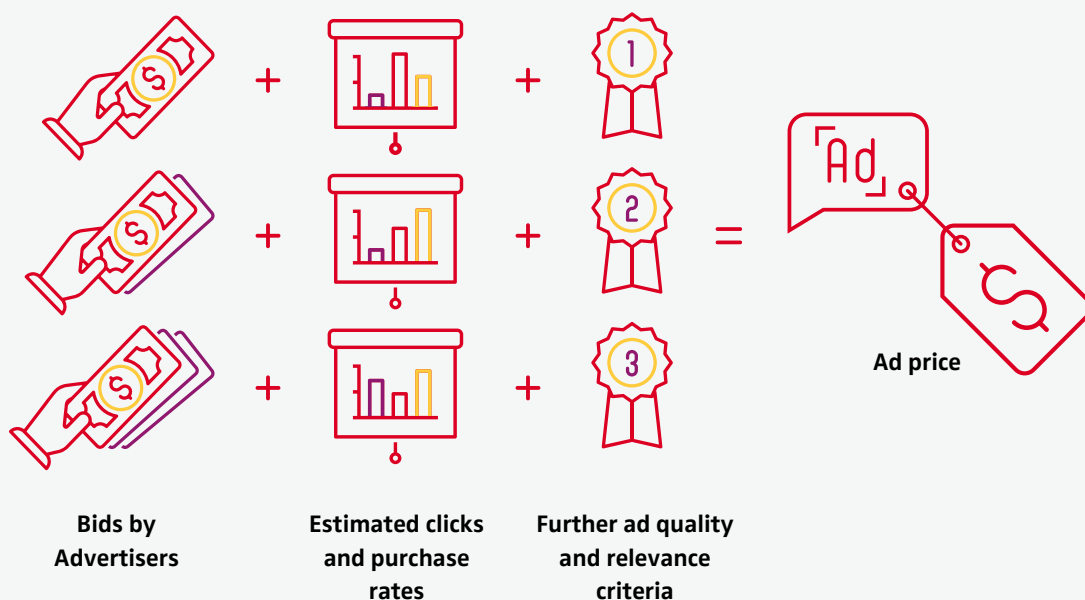 $
+
+
1
$
+
+
2
=
Ad
$
$
+
+
3
Ad price
Bids by
Advertisers
Estimated clicks
and purchase
rates
Further ad quality
and relevance
criteria